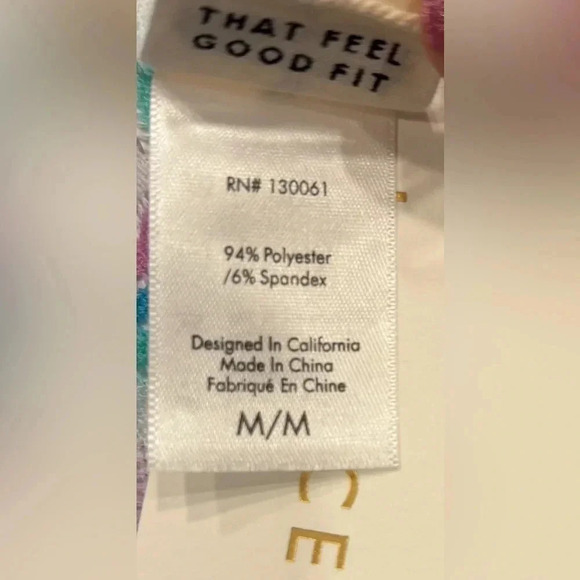 THAT FEEL
GOOD FIT
RN# 130061
94% Polyester
/6% Spandex
Designed In California
Made In China
Fabriqué En Chine
M/M
C
E